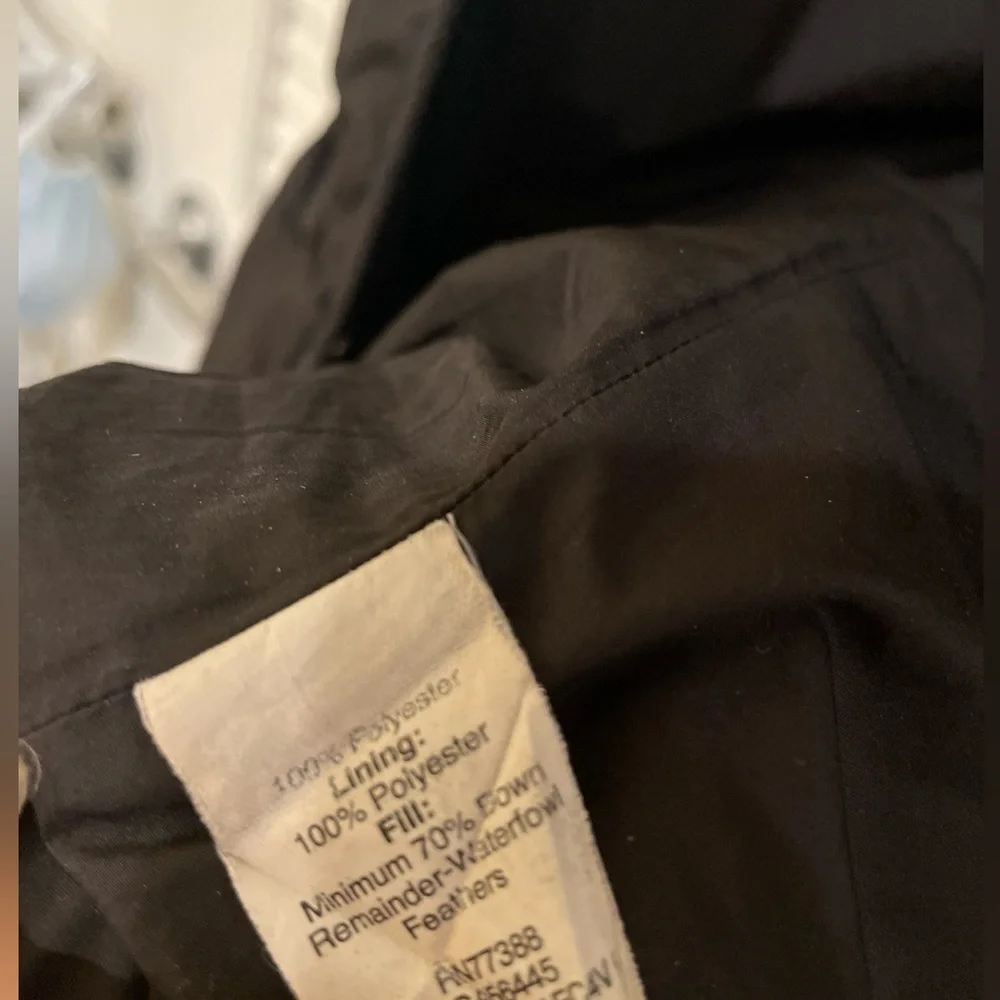 100% Polyester
Lining:
100% Polyester
Fill:
Minimum 70% Down
Remainder-Waterfowl
Feathers
RN77388